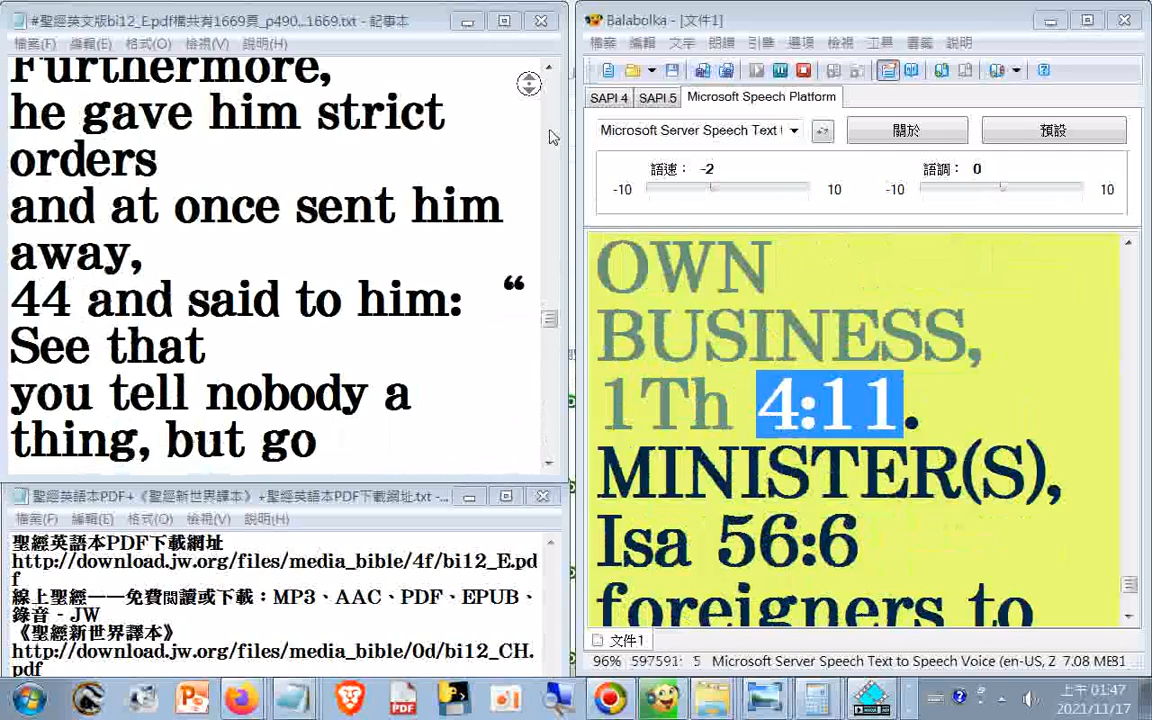 #聖經英文版bi12_E.pdf檔共有1669頁_p490,..1669.txt - 記事本
檔案(F) 編輯(E) 格式(O) 檢視(V) 說明(H)
Furthermore,
he gave him strict
orders
and at once sent him
away,
44 and said to him: “
See that
you tell nobody a
thing, but go
聖經英語本PDF+《聖經新世界譯本》+聖經英語本PDF下載網址.txt - ...
檔案(F) 編輯(E) 格式(O) 檢視(V) 說明(H)
聖經英語本PDF下載網址
http://download.jw.org/files/media_bible/4f/bi12_E.pd
f
線上聖經——免費閱讀或下載：MP3、AAC、PDF、EPUB、
錄音 - JW
《聖經新世界譯本》
http://download.jw.org/files/media_bible/0d/bi12_CH.
pdf
Balabolka - [文件1]
檔案 編輯 文字 朗讀 引擎 選項 檢視 工具 書籤 說明
SAPI 4 SAPI 5 Microsoft Speech Platform
Microsoft Server Speech Text t 關於 預設
語速： -2 語調： 0
-10 10 -10 10
OWN
BUSINESS,
1Th 4:11.
MINISTER(S),
Isa 56:6
foreigners to
文件1
96% 597591: 5 Microsoft Server Speech Text to Speech Voice (en-US, Z 7.08 MB
上午 01:47
2021/11/17